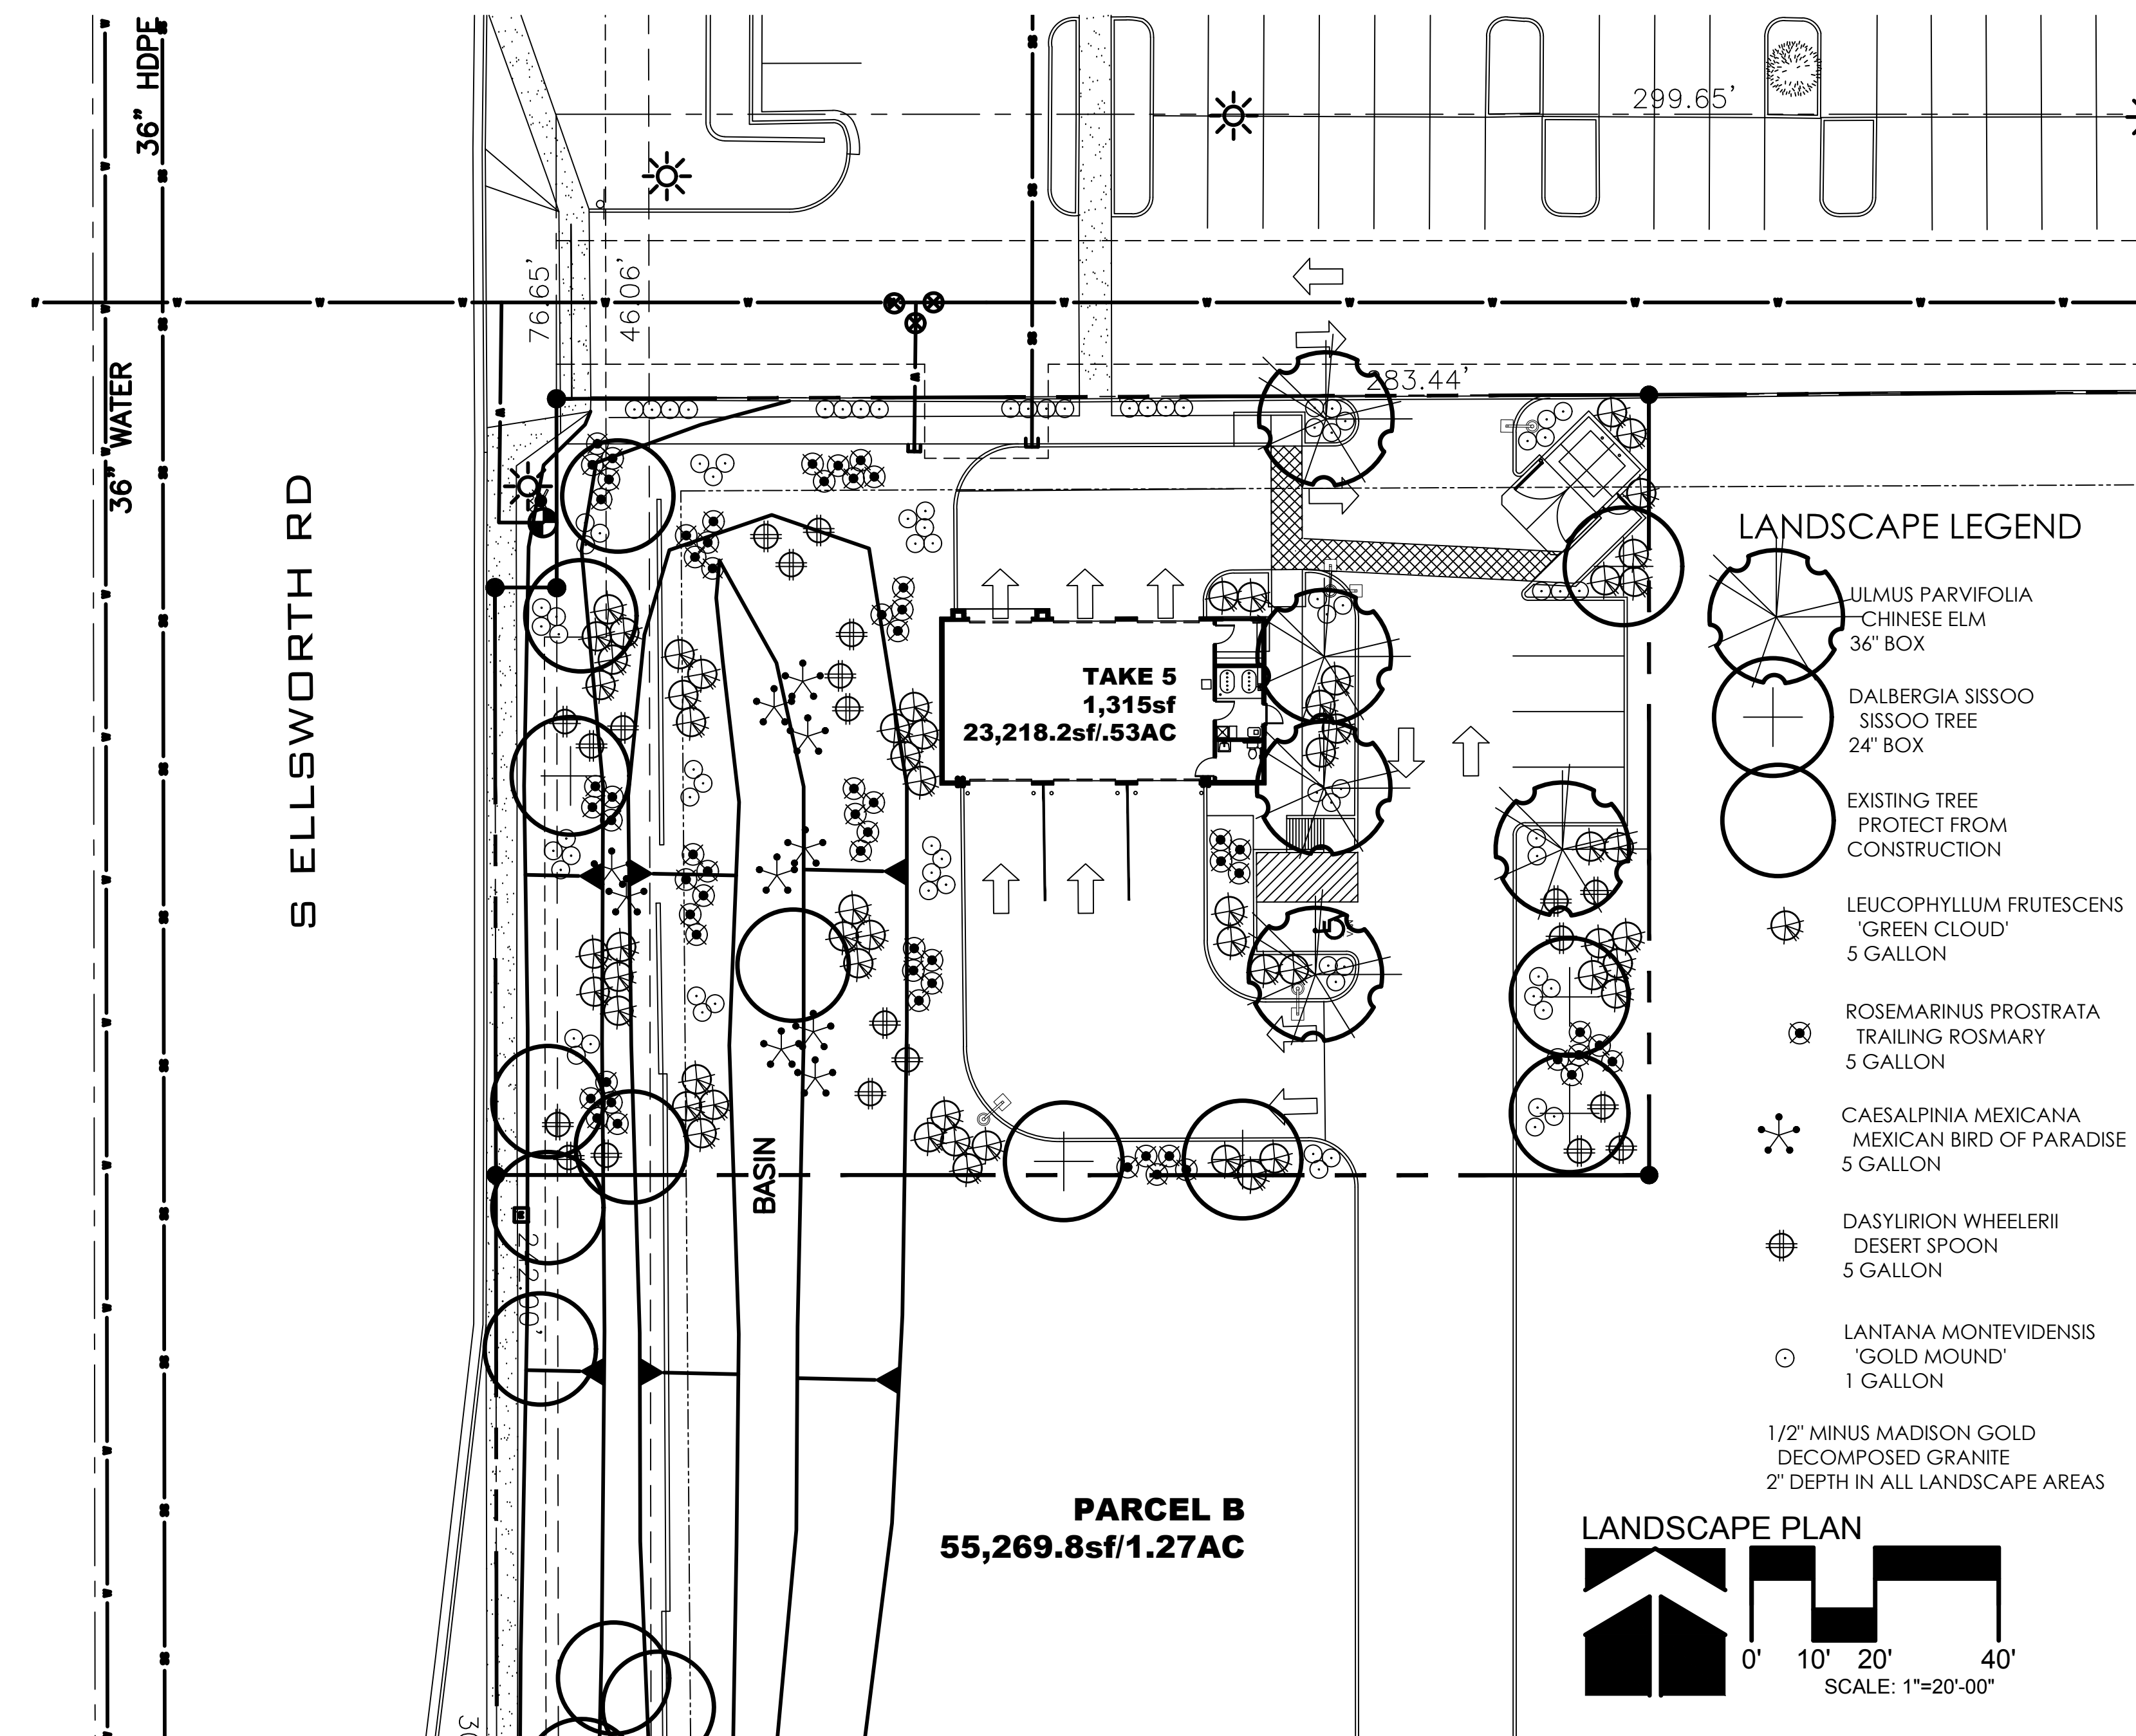 36" HDPE
299.65'
76.65'
46.06'
36" WATER
283.44'
S ELLSWORTH RD
TAKE 5
1,315sf
23,218.2sf/.53AC
5
BASIN
PARCEL B
55,269.8sf/1.27AC
LANDSCAPE LEGEND
ULMUS PARVIFOLIA
CHINESE ELM
36" BOX
DALBERGIA SISSOO
SISSOO TREE
24" BOX
EXISTING TREE
PROTECT FROM
CONSTRUCTION
LEUCOPHYLLUM FRUTESCENS
'GREEN CLOUD'
5 GALLON
ROSEMARINUS PROSTRATA
TRAILING ROSMARY
5 GALLON
CAESALPINIA MEXICANA
MEXICAN BIRD OF PARADISE
5 GALLON
DASYLIRION WHEELERII
DESERT SPOON
5 GALLON
LANTANA MONTEVIDENSIS
'GOLD MOUND'
1 GALLON
1/2" MINUS MADISON GOLD
DECOMPOSED GRANITE
2" DEPTH IN ALL LANDSCAPE AREAS
LANDSCAPE PLAN
0' 10' 20' 40'
SCALE: 1"=20'-00"